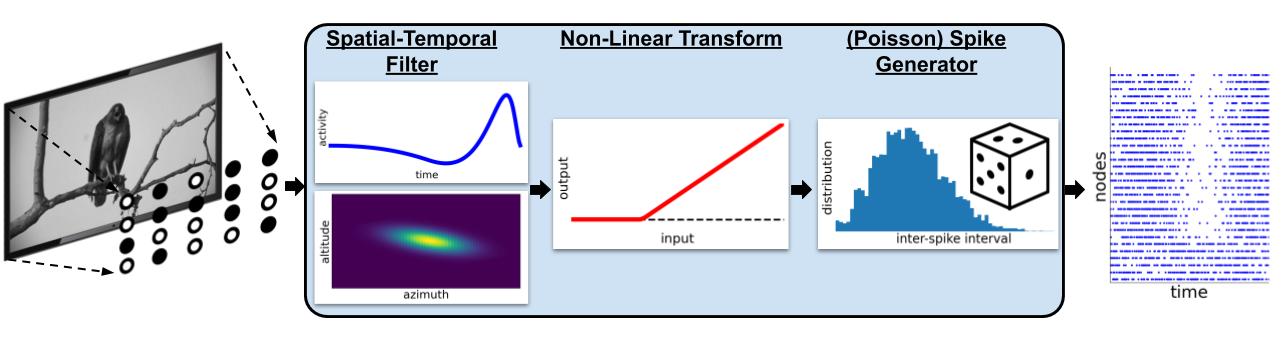 Spatial-Temporal
Filter
activity
time
altitude
azimuth
Non-Linear Transform
output
input
(Poisson) Spike
Generator
distribution
inter-spike interval
nodes
time